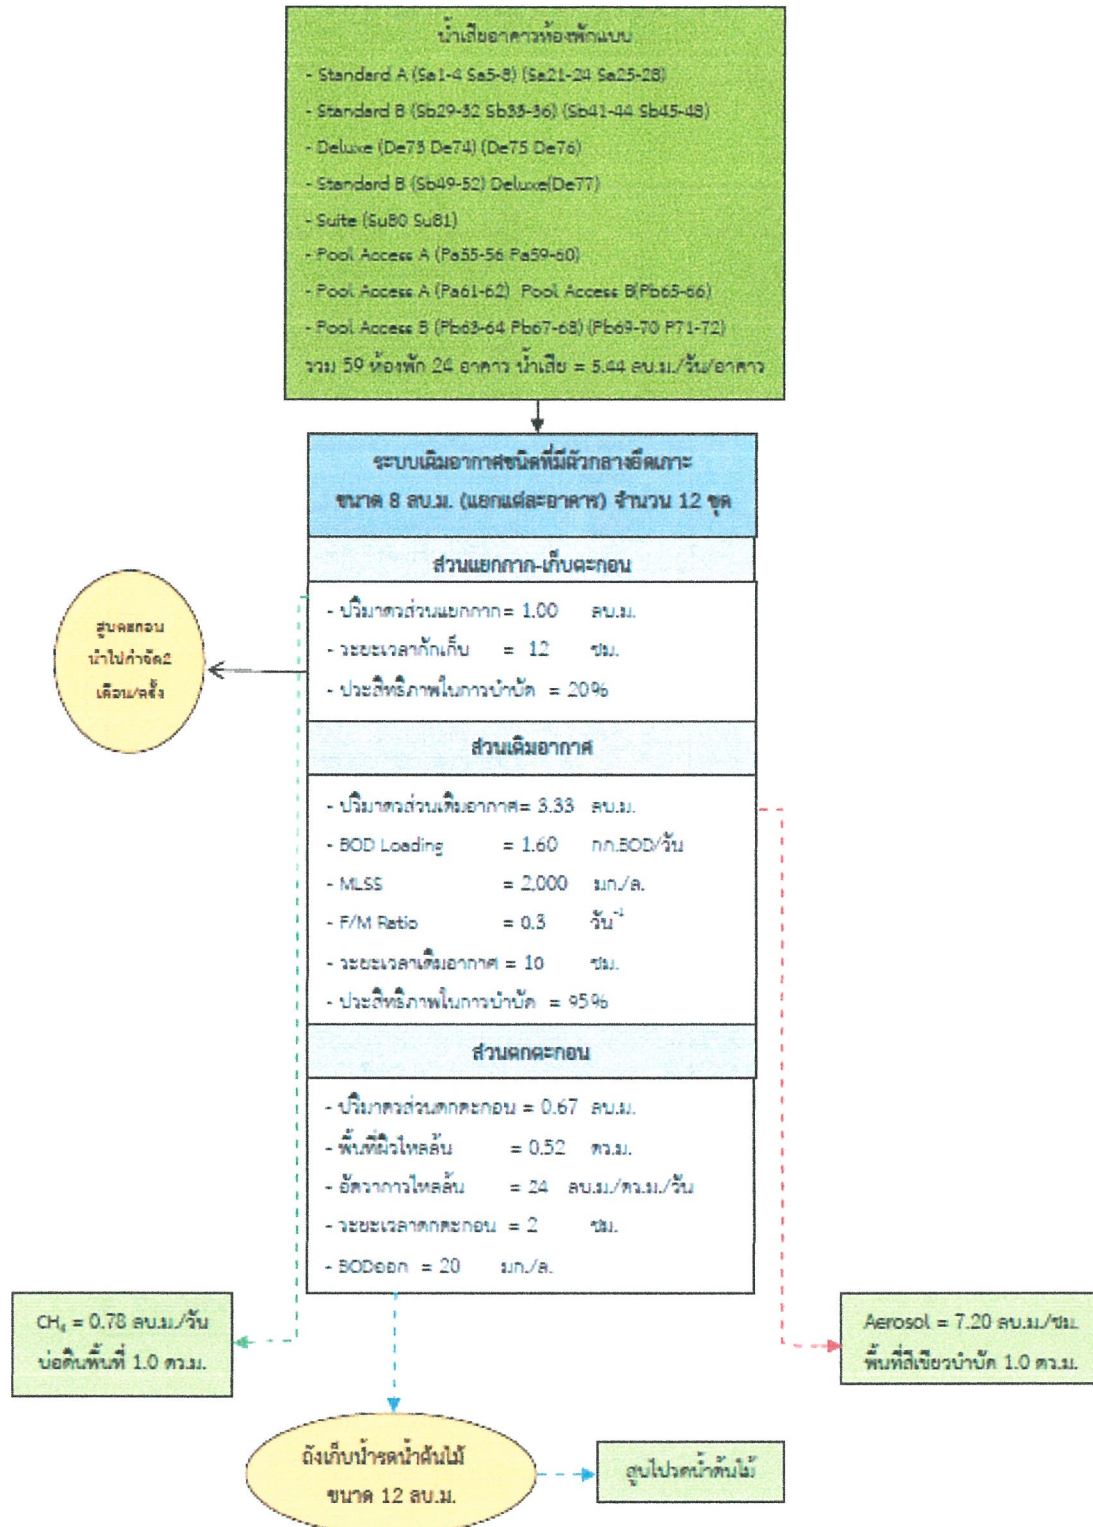 น้ำเสียอาคารห้องพักแบบ
- Standard A (Sa1-4 Sa5-8) (Sa21-24 Sa25-28)
- Standard B (Sb29-32 Sb33-36) (Sb41-44 Sb45-48)
- Deluxe (De73 De74) (De75 De76)
- Standard B (Sb49-52) Deluxe(De77)
- Suite (Su80 Su81)
- Pool Access A (Pa55-56 Pa59-60)
- Pool Access A (Pa61-62) Pool Access B(Pb65-66)
- Pool Access B (Pb63-64 Pb67-68) (Pb69-70 P71-72)
รวม 59 ห้องพัก 24 อาคาร น้ำเสีย = 5.44 ลบ.ม./วัน/อาคาร
ระบบเติมอากาศชนิดที่มีตัวกลางยึดเกาะ
ขนาด 8 ลบ.ม. (แยกแต่ละอาคาร) จำนวน 12 ชุด
ส่วนแยกกาก-เก็บตะกอน
- ปริมาตรส่วนแยกกาก= 1.00 ลบ.ม.
- ระยะเวลากักเก็บ = 12 ชม.
- ประสิทธิภาพในการบำบัด = 20%
สูบตะกอน
นำไปกำจัด2
เดือน/ครั้ง
ส่วนเติมอากาศ
- ปริมาตรส่วนเติมอากาศ= 3.33 ลบ.ม.
- BOD Loading = 1.60 กก.BOD/วัน
- MLSS = 2,000 มก./ล.
- F/M Ratio = 0.3 วัน⁻¹
- ระยะเวลาเติมอากาศ = 10 ชม.
- ประสิทธิภาพในการบำบัด = 95%
ส่วนตกตะกอน
- ปริมาตรส่วนตกตะกอน = 0.67 ลบ.ม.
- พื้นที่ผิวไหลล้น = 0.52 ตร.ม.
- อัตราการไหลล้น = 24 ลบ.ม./ตร.ม./วัน
- ระยะเวลาตกตะกอน = 2 ชม.
- BODออก = 20 มก./ล.
CH₄ = 0.78 ลบ.ม./วัน
บ่อดินพื้นที่ 1.0 ตร.ม.
Aerosol = 7.20 ลบ.ม./ชม.
พื้นที่สีเขียวบำบัด 1.0 ตร.ม.
ถังเก็บน้ำรดน้ำต้นไม้
ขนาด 12 ลบ.ม.
สูบไปรดน้ำต้นไม้